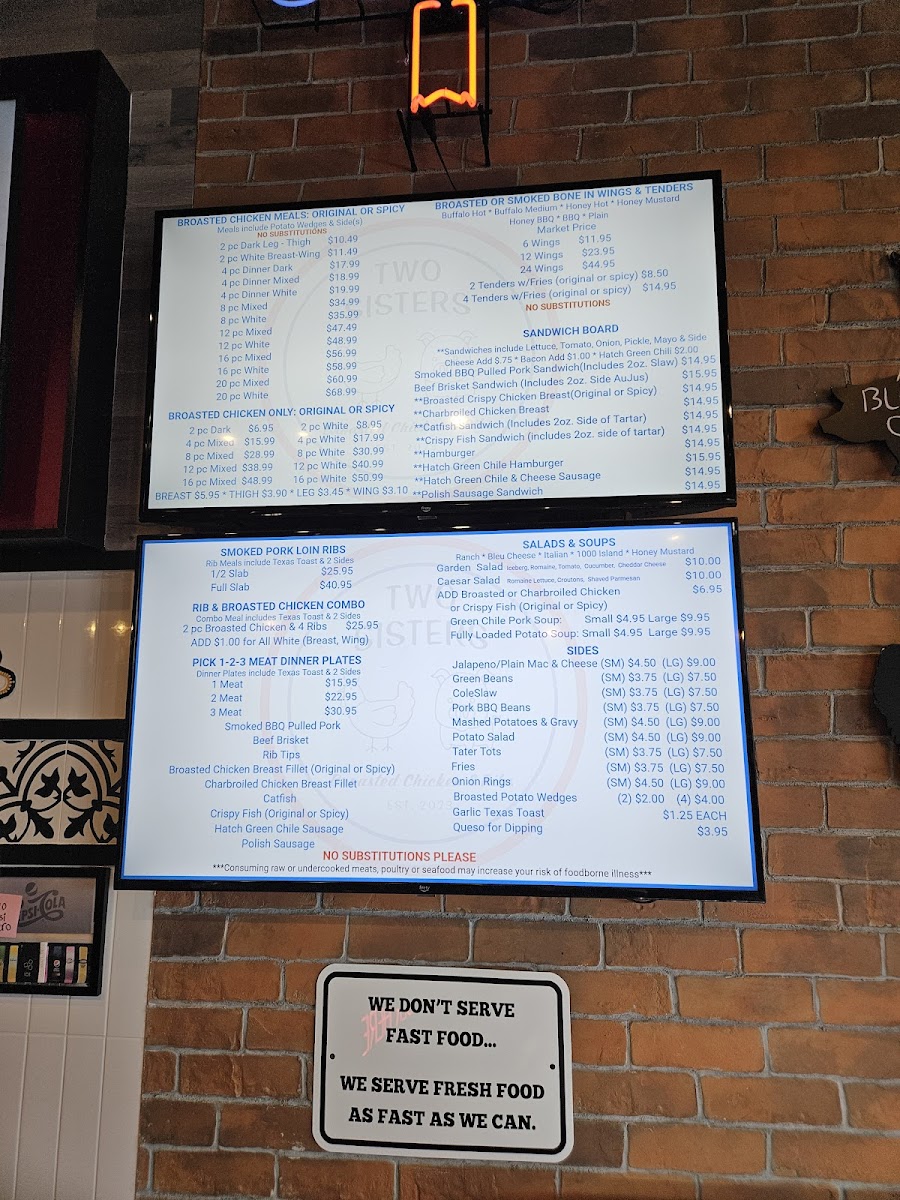 BROASTED CHICKEN MEALS: ORIGINAL OR SPICY
Meals include Potato Wedges & Side(s)
NO SUBSTITUTIONS
2 pc Dark Leg - Thigh $10.49
2 pc White Breast-Wing $11.49
4 pc Dinner Dark $17.99
4 pc Dinner Mixed $18.99
4 pc Dinner White $19.99
8 pc Mixed $34.99
8 pc White $35.99
12 pc Mixed $47.49
12 pc White $48.99
16 pc Mixed $56.99
16 pc White $58.99
20 pc Mixed $60.99
20 pc White $68.99
BROASTED CHICKEN ONLY: ORIGINAL OR SPICY
2 pc Dark $6.95 2 pc White $8.95
4 pc Mixed $15.99 4 pc White $17.99
8 pc Mixed $28.99 8 pc White $30.99
12 pc Mixed $38.99 12 pc White $40.99
16 pc Mixed $48.99 16 pc White $50.99
BREAST $5.95 * THIGH $3.90 * LEG $3.45 * WING $3.10
BROASTED OR SMOKED BONE IN WINGS & TENDERS
Buffalo Hot * Buffalo Medium * Honey Hot * Honey Mustard
Honey BBQ * BBQ * Plain
Market Price
6 Wings $11.95
12 Wings $23.95
24 Wings $44.95
2 Tenders w/Fries (original or spicy) $8.50
4 Tenders w/Fries (original or spicy) $14.95
NO SUBSTITUTIONS
SANDWICH BOARD
**Sandwiches include Lettuce, Tomato, Onion, Pickle, Mayo & Side
Cheese Add $.75 * Bacon Add $1.00 * Hatch Green Chili $2.00
Smoked BBQ Pulled Pork Sandwich(Includes 2oz. Slaw) $14.95
Beef Brisket Sandwich (Includes 2oz. Side AuJus) $15.95
**Broasted Crispy Chicken Breast(Original or Spicy) $14.95
**Charbroiled Chicken Breast $14.95
**Catfish Sandwich (Includes 2oz. Side of Tartar) $14.95
**Crispy Fish Sandwich (includes 2oz. side of tartar) $14.95
**Hamburger $14.95
**Hatch Green Chile Hamburger $15.95
**Hatch Green Chile & Cheese Sausage $14.95
**Polish Sausage Sandwich $14.95
TWO
SISTERS
SMOKED PORK LOIN RIBS
Rib Meals include Texas Toast & 2 Sides
1/2 Slab $25.95
Full Slab $40.95
RIB & BROASTED CHICKEN COMBO
Combo Meal includes Texas Toast & 2 Sides
2 pc Broasted Chicken & 4 Ribs $25.95
ADD $1.00 for All White (Breast, Wing)
PICK 1-2-3 MEAT DINNER PLATES
Dinner Plates include Texas Toast & 2 Sides
1 Meat $15.95
2 Meat $22.95
3 Meat $30.95
Smoked BBQ Pulled Pork
Beef Brisket
Rib Tips
Broasted Chicken Breast Fillet (Original or Spicy)
Charbroiled Chicken Breast Fillet
Catfish
Crispy Fish (Original or Spicy)
Hatch Green Chile Sausage
Polish Sausage
SALADS & SOUPS
Ranch * Bleu Cheese * Italian * 1000 Island * Honey Mustard
Garden Salad Iceberg, Romaine, Tomato, Cucumber, Cheddar Cheese $10.00
Caesar Salad Romaine Lettuce, Croutons, Shaved Parmesan $10.00
ADD Broasted or Charbroiled Chicken $6.95
or Crispy Fish (Original or Spicy)
Green Chile Pork Soup: Small $4.95 Large $9.95
Fully Loaded Potato Soup: Small $4.95 Large $9.95
SIDES
Jalapeno/Plain Mac & Cheese (SM) $4.50 (LG) $9.00
Green Beans (SM) $3.75 (LG) $7.50
ColeSlaw (SM) $3.75 (LG) $7.50
Pork BBQ Beans (SM) $3.75 (LG) $7.50
Mashed Potatoes & Gravy (SM) $4.50 (LG) $9.00
Potato Salad (SM) $4.50 (LG) $9.00
Tater Tots (SM) $3.75 (LG) $7.50
Fries (SM) $3.75 (LG) $7.50
Onion Rings (SM) $4.50 (LG) $9.00
Broasted Potato Wedges (2) $2.00 (4) $4.00
Garlic Texas Toast $1.25 EACH
Queso for Dipping $3.95
TWO
SISTERS
NO SUBSTITUTIONS PLEASE
***Consuming raw or undercooked meats, poultry or seafood may increase your risk of foodborne illness***
WE DON'T SERVE
FAST FOOD...
WE SERVE FRESH FOOD
AS FAST AS WE CAN.